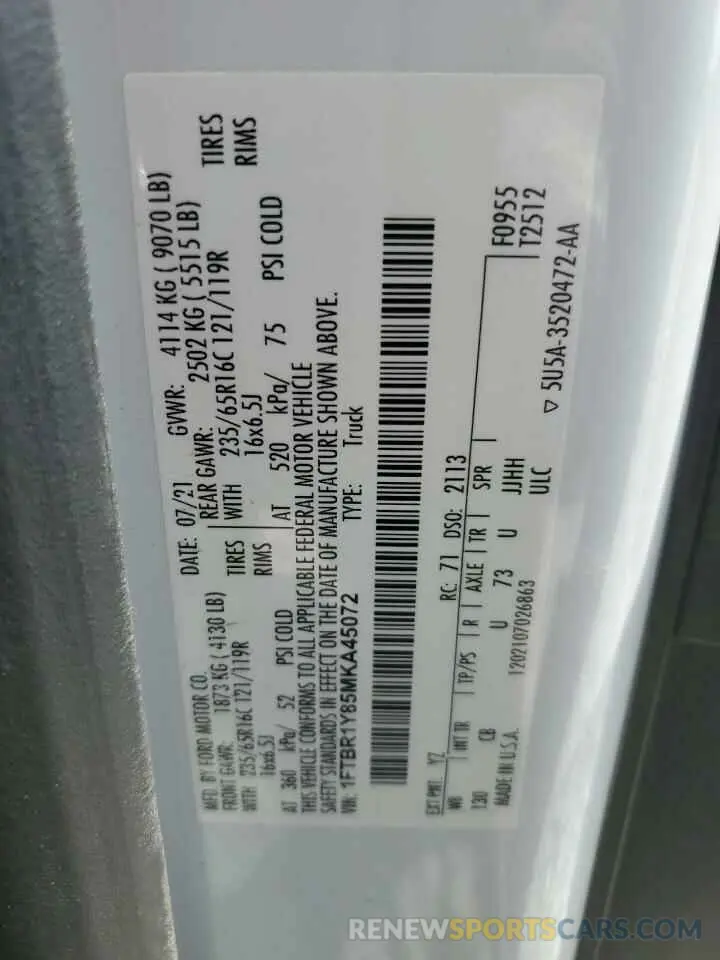 MFD. BY FORD MOTOR CO.
DATE: 07/21 GVWR: 4114 KG ( 9070 LB)
FRONT GAWR: 1873 KG ( 4130 LB) REAR GAWR: 2502 KG ( 5515 LB)
WITH 235/65R16C 121/119R TIRES WITH 235/65R16C 121/119R TIRES
16x6.5J RIMS 16x6.5J RIMS
AT 360 kPa/ 52 PSI COLD AT 520 kPa/ 75 PSI COLD
THIS VEHICLE CONFORMS TO ALL APPLICABLE FEDERAL MOTOR VEHICLE
SAFETY STANDARDS IN EFFECT ON THE DATE OF MANUFACTURE SHOWN ABOVE.
VIN: 1FTBR1Y85MKA45072 TYPE: Truck
EXT PNT: YZ RC: 71 DSO: 2113 F0955
T2512
WB INT TR TP/PS R AXLE TR SPR
130 CB U 73 U JJHH
MADE IN U.S.A. 1202107026863 ULC
▽ 5U5A-3520472-AA
RENEWSPORTSCARS.COM